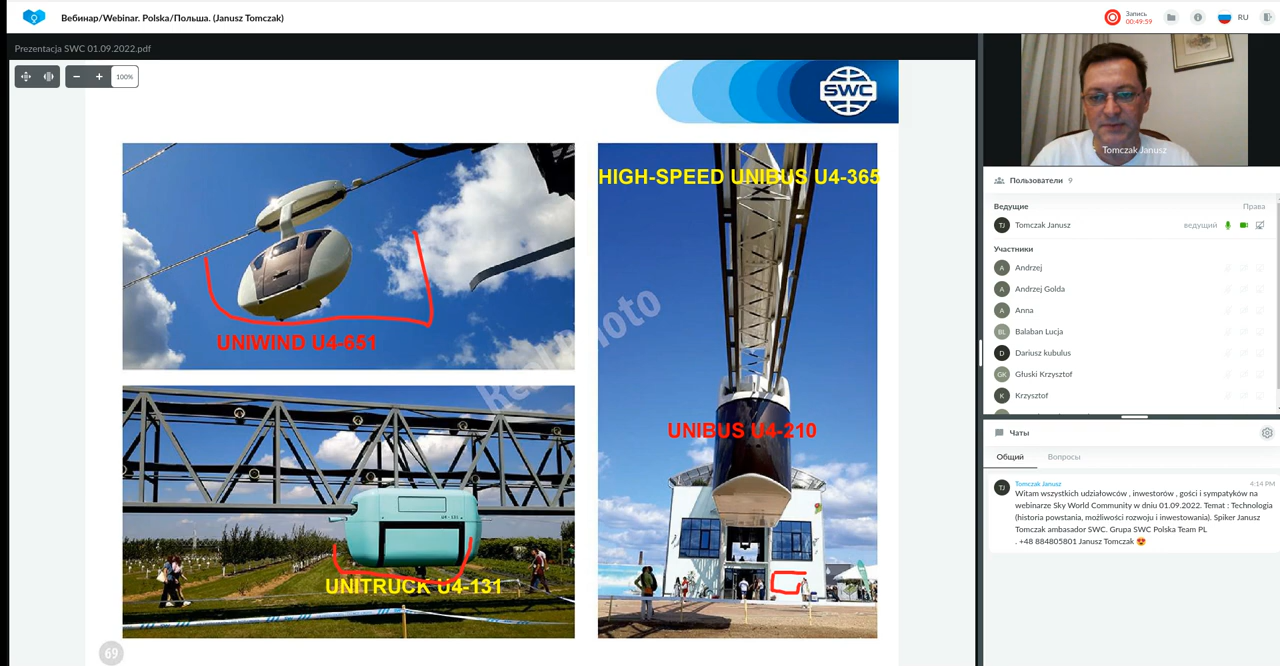 Вебинар/Webinar. Polska/Польша. (Janusz Tomczak)
Запись
00:49:59
RU
Prezentacja SWC 01.09.2022.pdf
100%
SWC
HIGH-SPEED UNIBUS U4-365
UNIWIND U4-651
UNIBUS U4-210
UNITRUCK U4-131
U4 - 131
Real Photo
69
Tomczak Janusz
Пользователи 9
Ведущие
Права
TJ
Tomczak Janusz
ведущий
Участники
A
Andrzej
A
Andrzej Golda
A
Anna
BL
Balaban Lucja
D
Dariusz kubulus
GK
Głuski Krzysztof
K
Krzysztof
Чаты
Общий
Вопросы
TJ
Tomczak Janusz
4:14 PM
Witam wszystkich udziałowców , inwestorów , gości i sympatyków na
webinarze Sky World Community w dniu 01.09.2022. Temat : Technologia
(historia powstania, możliwości rozwoju i inwestowania). Spiker Janusz
Tomczak ambasador SWC. Grupa SWC Polska Team PL
. +48 884805801 Janusz Tomczak 😍